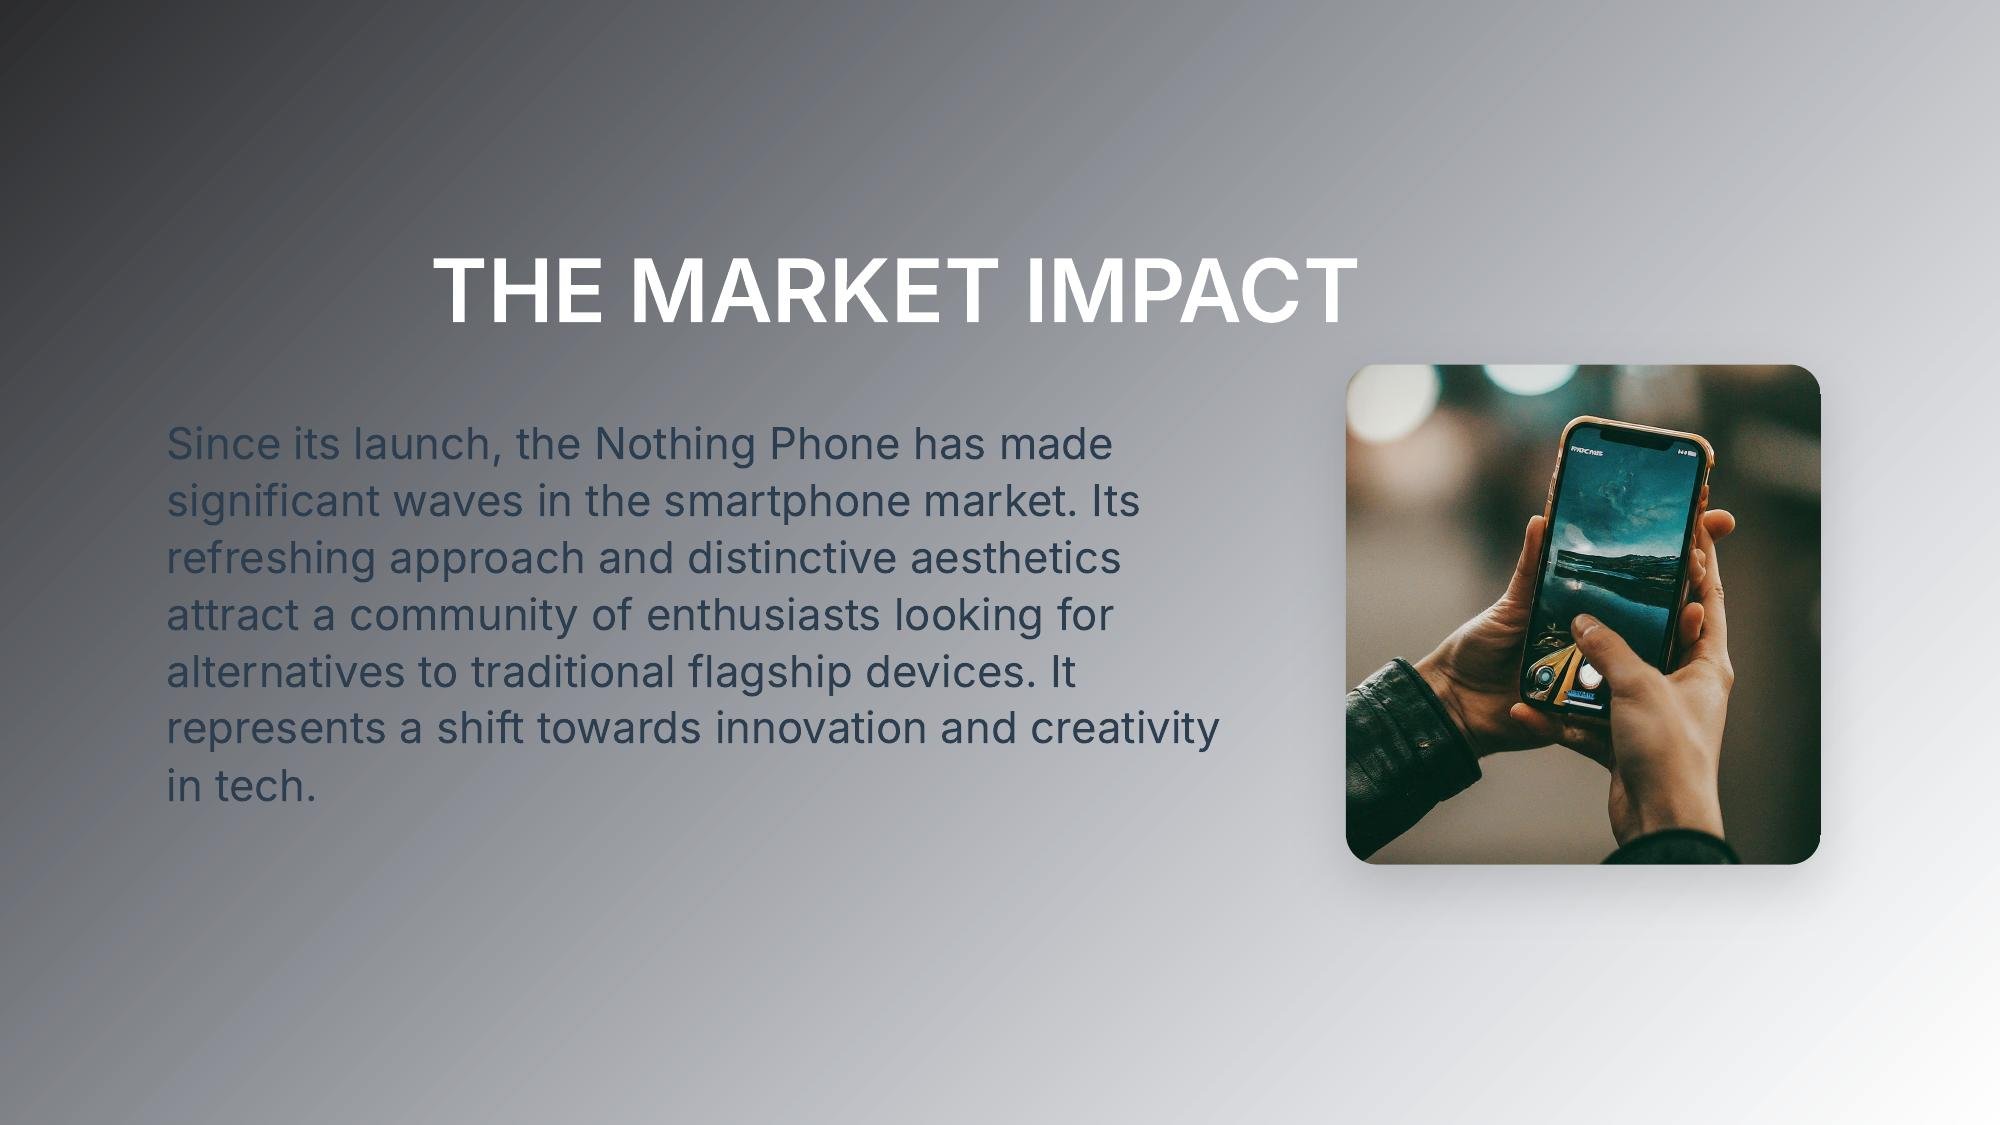 THE MARKET IMPACT
Since its launch, the Nothing Phone has made
significant waves in the smartphone market. Its
refreshing approach and distinctive aesthetics
attract a community of enthusiasts looking for
alternatives to traditional flagship devices. It
represents a shift towards innovation and creativity
in tech.